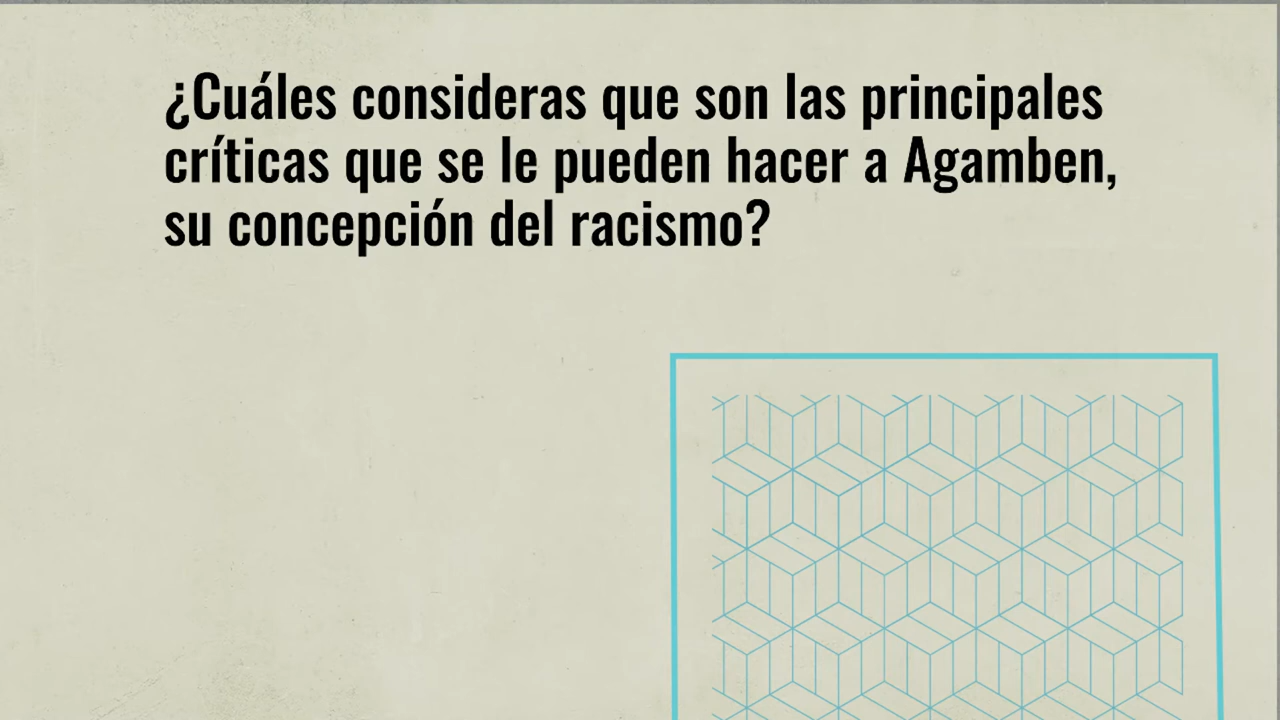 ¿Cuáles consideras que son las principales
críticas que se le pueden hacer a Agamben,
su concepción del racismo?